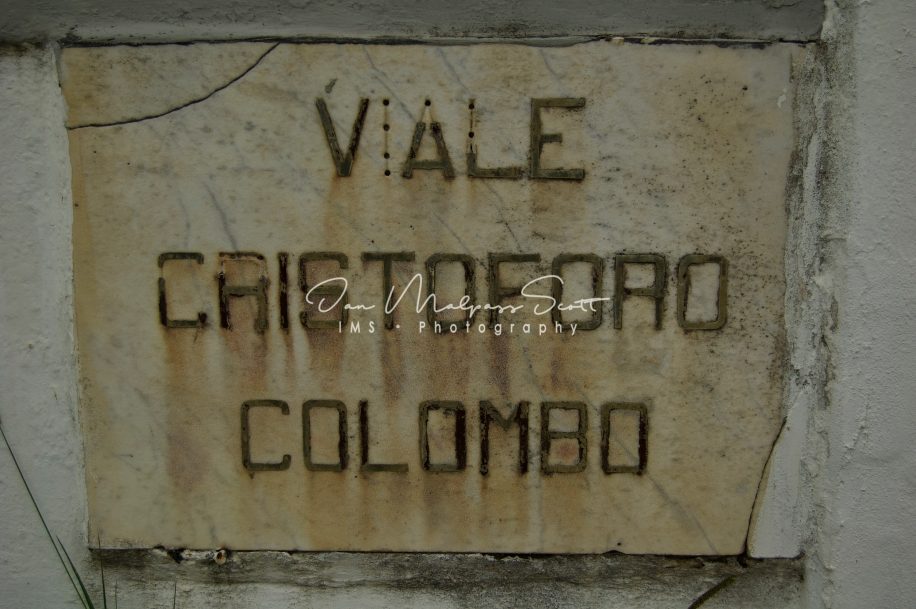 VIALE
CRISTOFORO
Ian Malpass Scott
IMS • Photography
COLOMBO